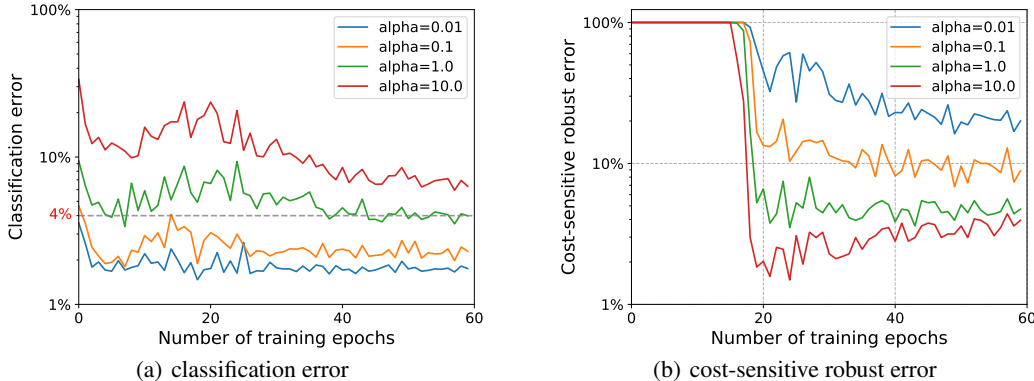 100%
10%
4%
1%
Classification error
alpha=0.01
alpha=0.1
alpha=1.0
alpha=10.0
0 20 40 60
Number of training epochs
(a) classification error
100%
10%
1%
Cost-sensitive robust error
alpha=0.01
alpha=0.1
alpha=1.0
alpha=10.0
0 20 40 60
Number of training epochs
(b) cost-sensitive robust error